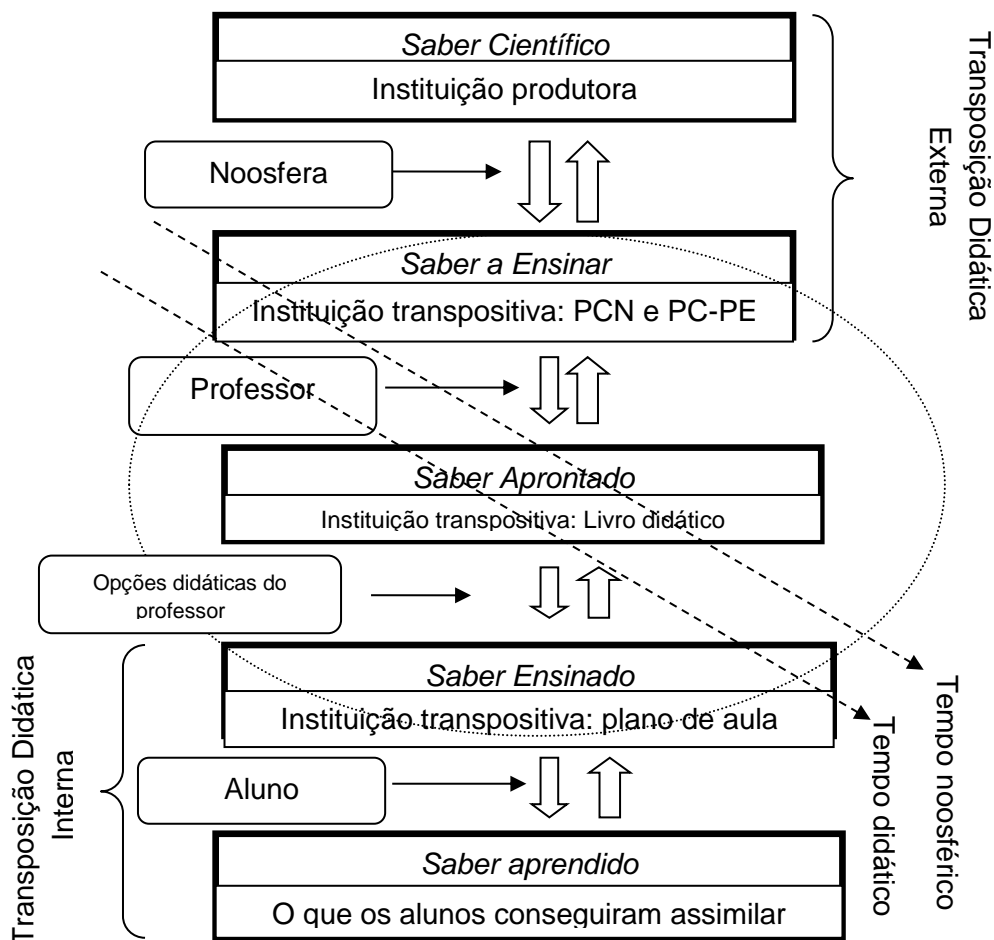 Saber Científico
Instituição produtora
Transposição Didática
Externa
Noosfera
Saber a Ensinar
Instituição transpositiva: PCN e PC-PE
Professor
Saber Aprontado
Instituição transpositiva: Livro didático
Opções didáticas do
professor
Saber Ensinado
Instituição transpositiva: plano de aula
Tempo noosférico
Tempo didático
Transposição Didática
Interna
Aluno
Saber aprendido
O que os alunos conseguiram assimilar